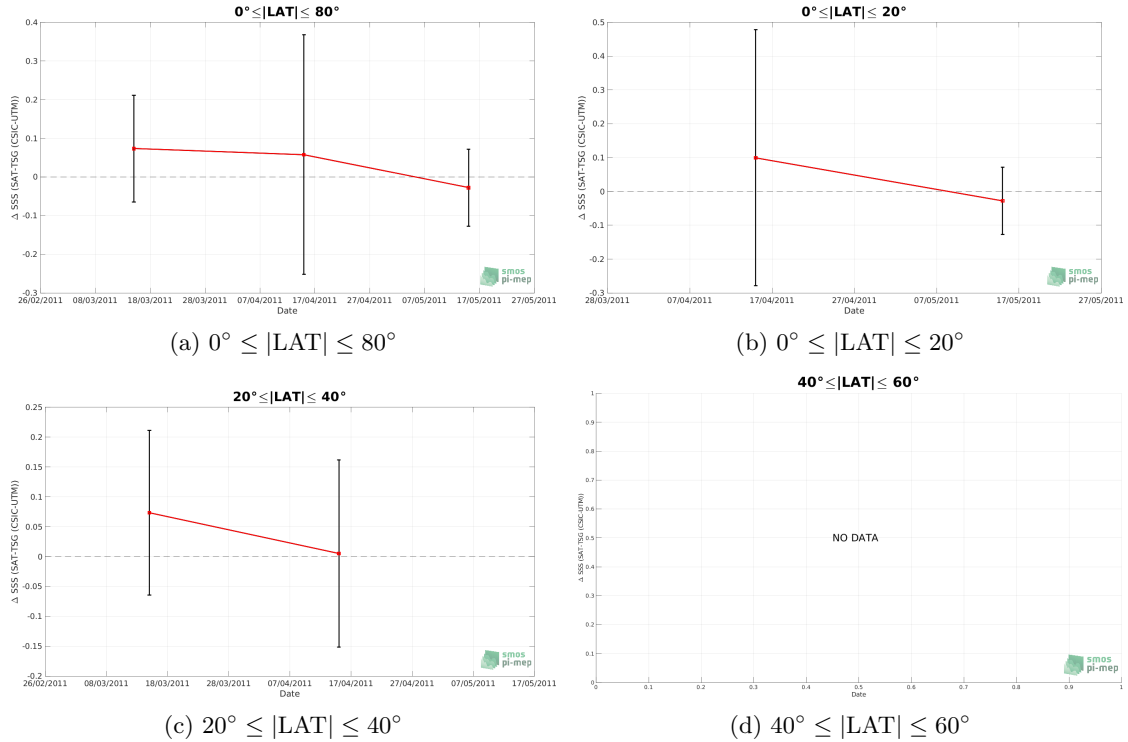 0°≤|LAT|≤ 80°
0.4
0.3
0.2
0.1
0
-0.1
-0.2
-0.3
Δ SSS (SAT-TSG (CSIC-UTM))
26/02/2011 08/03/2011 18/03/2011 28/03/2011 07/04/2011 17/04/2011 27/04/2011 07/05/2011 17/05/2011 27/05/2011
Date
smos
pi-mep
(a) 0° ≤ |LAT| ≤ 80°
0°≤|LAT|≤ 20°
0.5
0.4
0.3
0.2
0.1
0
-0.1
-0.2
-0.3
Δ SSS (SAT-TSG (CSIC-UTM))
28/03/2011 07/04/2011 17/04/2011 27/04/2011 07/05/2011 17/05/2011 27/05/2011
Date
smos
pi-mep
(b) 0° ≤ |LAT| ≤ 20°
20°≤|LAT|≤ 40°
0.25
0.2
0.15
0.1
0.05
0
-0.05
-0.1
-0.15
-0.2
Δ SSS (SAT-TSG (CSIC-UTM))
26/02/2011 08/03/2011 18/03/2011 28/03/2011 07/04/2011 17/04/2011 27/04/2011 07/05/2011 17/05/2011
Date
smos
pi-mep
(c) 20° ≤ |LAT| ≤ 40°
40°≤|LAT|≤ 60°
1
0.9
0.8
0.7
0.6
0.5
0.4
0.3
0.2
0.1
0
Δ SSS (SAT-TSG (CSIC-UTM))
NO DATA
0 0.1 0.2 0.3 0.4 0.5 0.6 0.7 0.8 0.9 1
Date
smos
pi-mep
(d) 40° ≤ |LAT| ≤ 60°